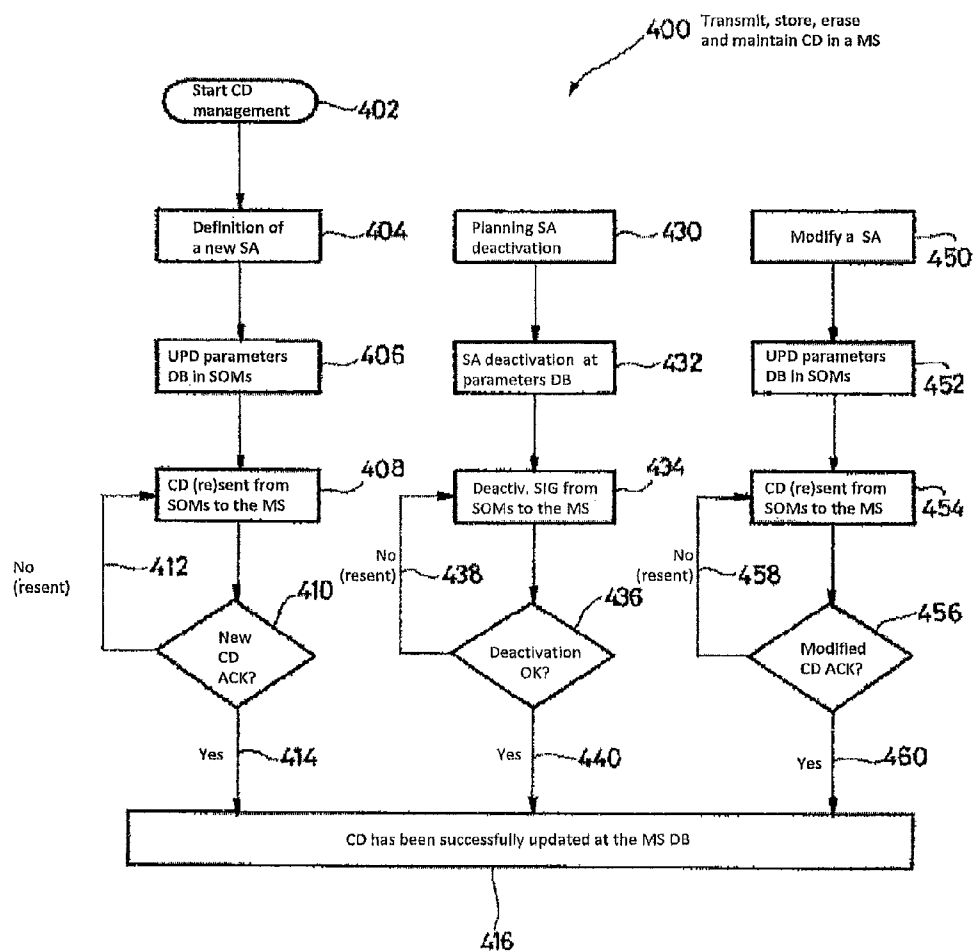 400 Transmit, store, erase
and maintain CD in a MS
Start CD
management
402
Definition of
a new SA
404
Planning SA
deactivation
430
Modify a SA
450
UPD parameters
DB in SOMs
406
SA deactivation at
parameters DB
432
UPD parameters
DB in SOMs
452
CD (re)sent from
SOMs to the MS
408
Deactiv. SIG from
SOMs to the MS
434
CD (re)sent from
SOMs to the MS
454
No
(resent)
412
410
New
CD
ACK?
No
(resent)
438
436
Deactivation
OK?
No
(resent)
458
456
Modified
CD ACK?
Yes
414
Yes
440
Yes
460
CD has been successfully updated at the MS DB
416